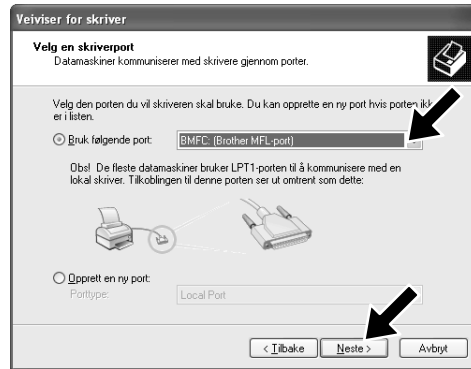 Veiviser for skriver
Velg en skriverport
Datamaskiner kommuniserer med skrivere gjennom porter.
Velg den porten du vil skriveren skal bruke. Du kan opprette en ny port hvis porten ikke
er i listen.
Bruk følgende port: BMFC: (Brother MFL-port)
Obs! De fleste datamaskiner bruker LPT1-porten til å kommunisere med en
lokal skriver. Tilkoblingen til denne porten ser ut omtrent som dette:
Opprett en ny port:
Porttype: Local Port
< Tilbake Neste > Avbryt